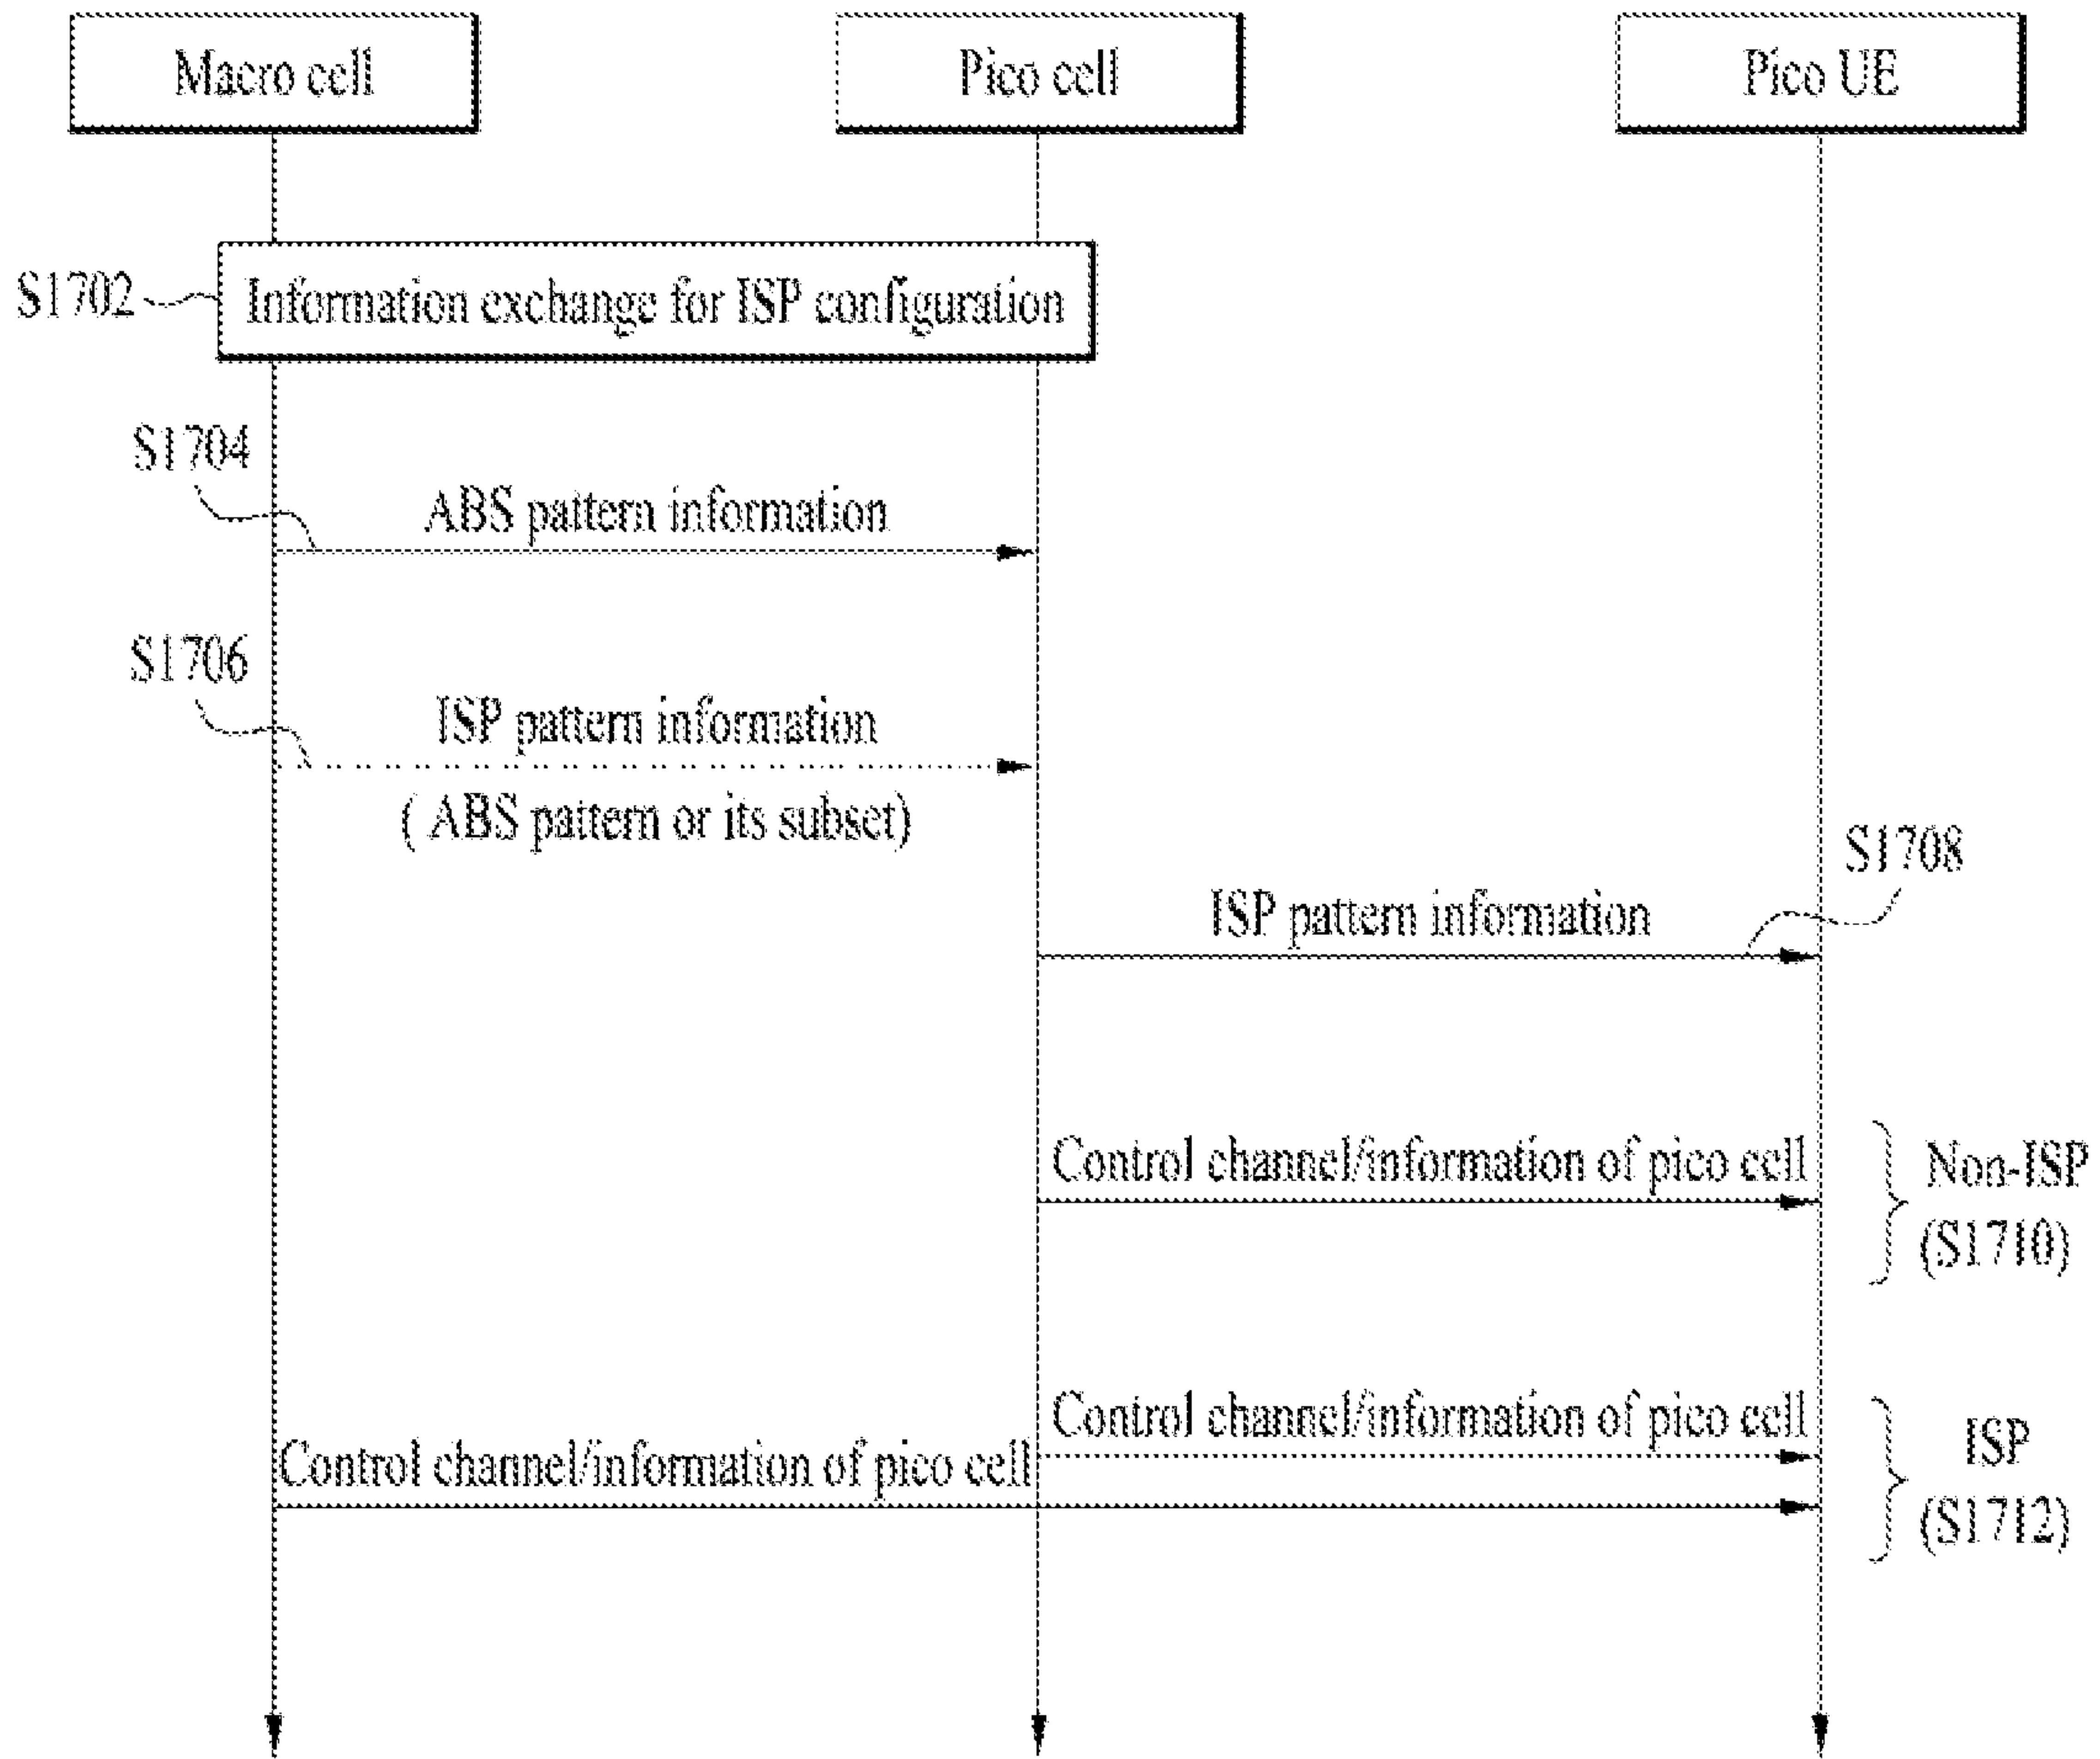 Macro cell
Pico cell
Pico UE
S1702
Information exchange for ISP configuration
S1704
ABS pattern information
S1706
ISP pattern information
( ABS pattern or its subset)
S1708
ISP pattern information
Control channel/information of pico cell
Non-ISP
(S1710)
Control channel/information of pico cell
Control channel/information of pico cell
ISP
(S1712)